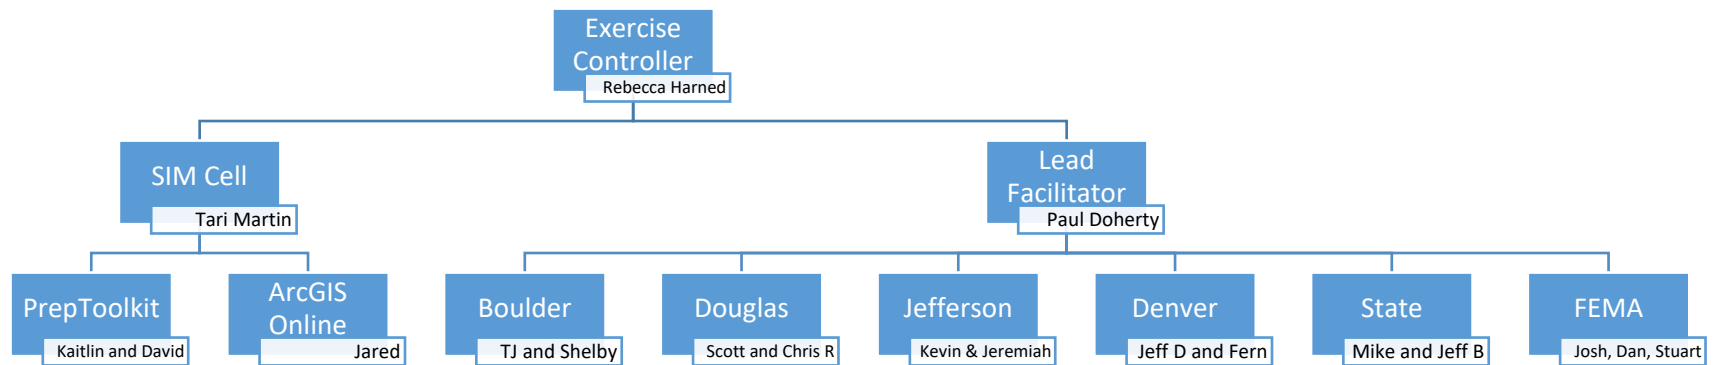 Exercise
Controller
Rebecca Harned
SIM Cell
Tari Martin
Lead
Facilitator
Paul Doherty
PrepToolkit
Kaitlin and David
ArcGIS
Online
Jared
Boulder
TJ and Shelby
Douglas
Scott and Chris R
Jefferson
Kevin & Jeremiah
Denver
Jeff D and Fern
State
Mike and Jeff B
FEMA
Josh, Dan, Stuart